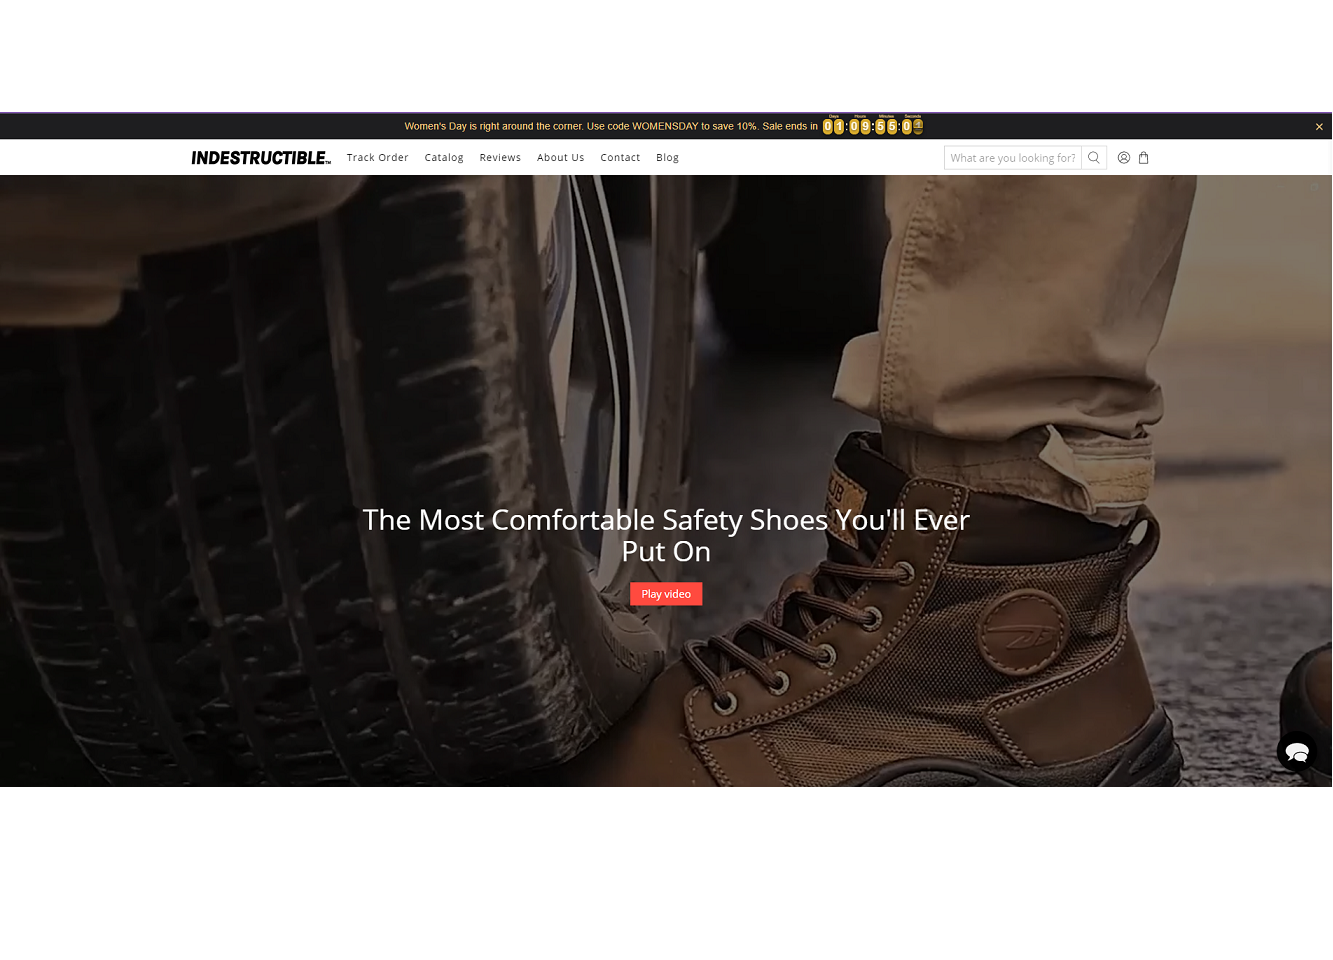 Women's Day is right around the corner. Use code WOMENSDAY to save 10%. Sale ends in
Days Hours Minutes Seconds
01:09:55:0
INDESTRUCTIBLE TM
Track Order Catalog Reviews About Us Contact Blog
What are you looking for?
The Most Comfortable Safety Shoes You'll Ever
Put On
Play video